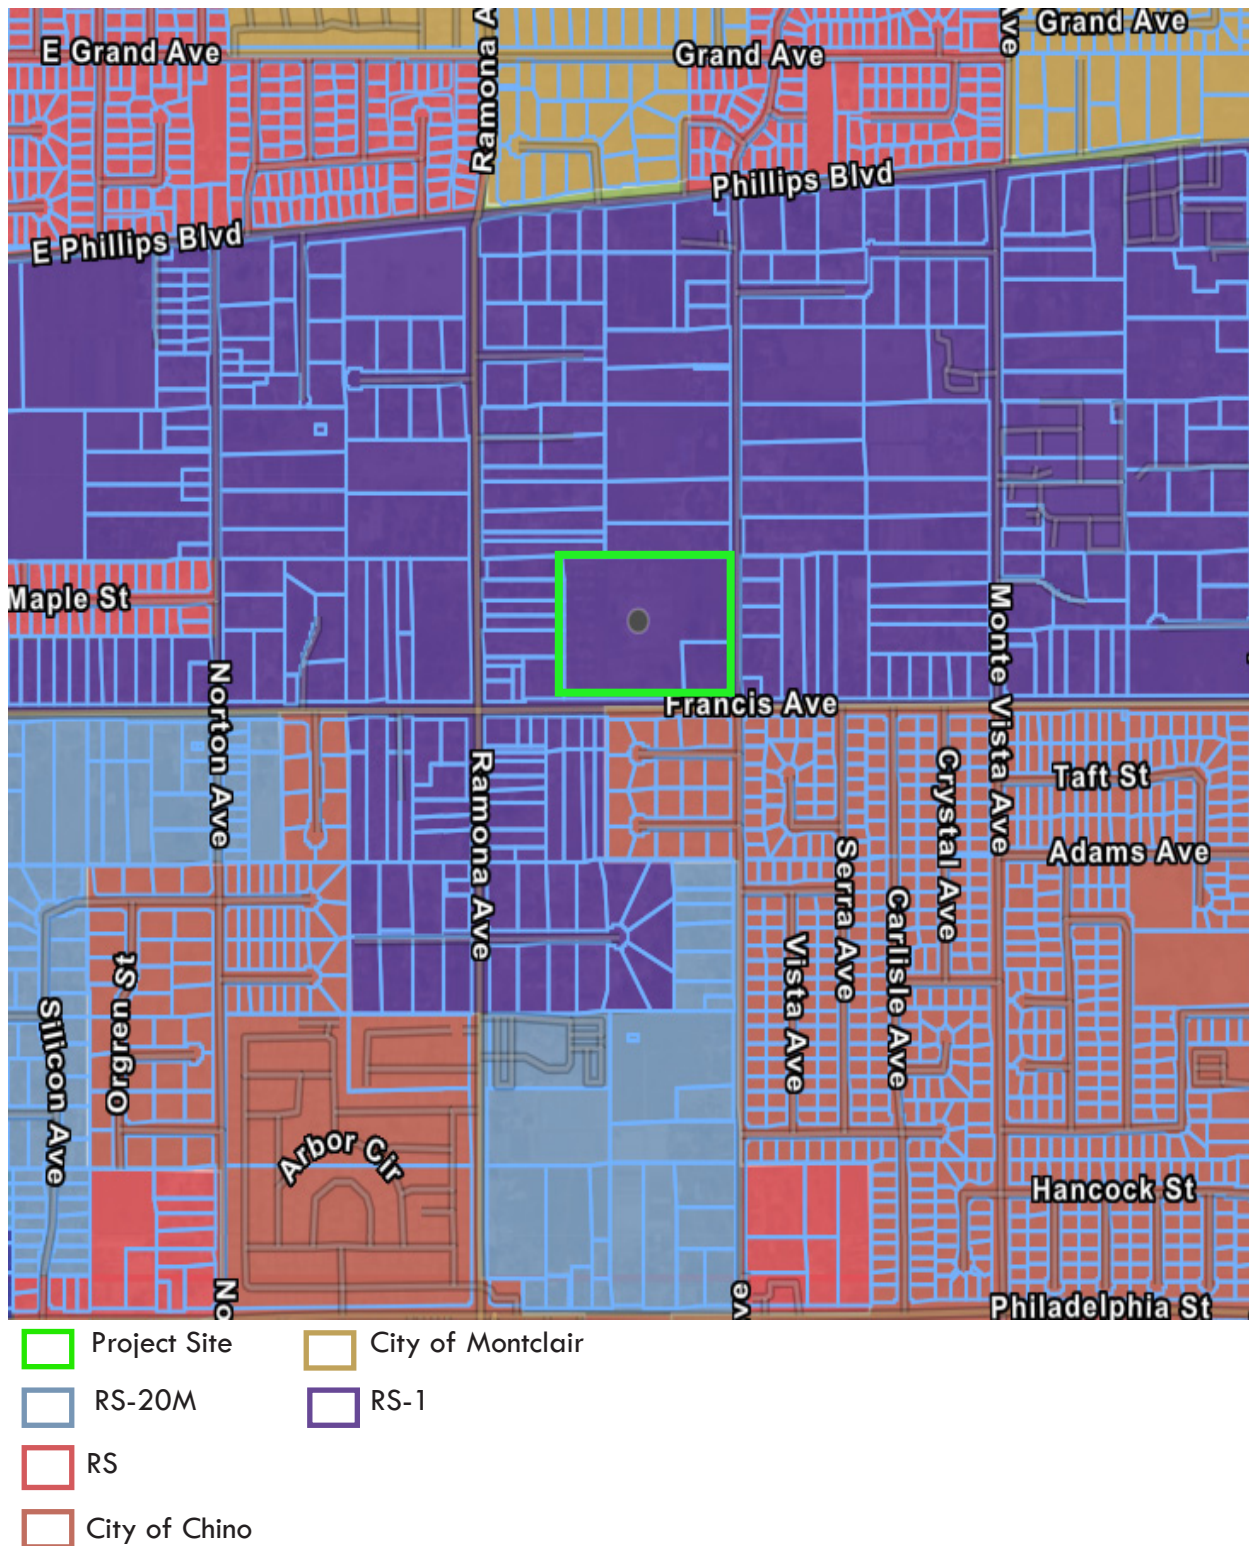 E Grand Ave
Ramona A
Grand Ave
Ave
Grand Ave
Phillips Blvd
E Phillips Blvd
Maple St
Norton Ave
Francis Ave
Monte Vista Ave
Ramona Ave
Crystal Ave
Taft St
Serra Ave
Adams Ave
Carlisle Ave
Vista Ave
Orgren St
Silicon Ave
Arbor Cir
Hancock St
No
ve
Philadelphia St
Project Site
City of Montclair
RS-20M
RS-1
RS
City of Chino